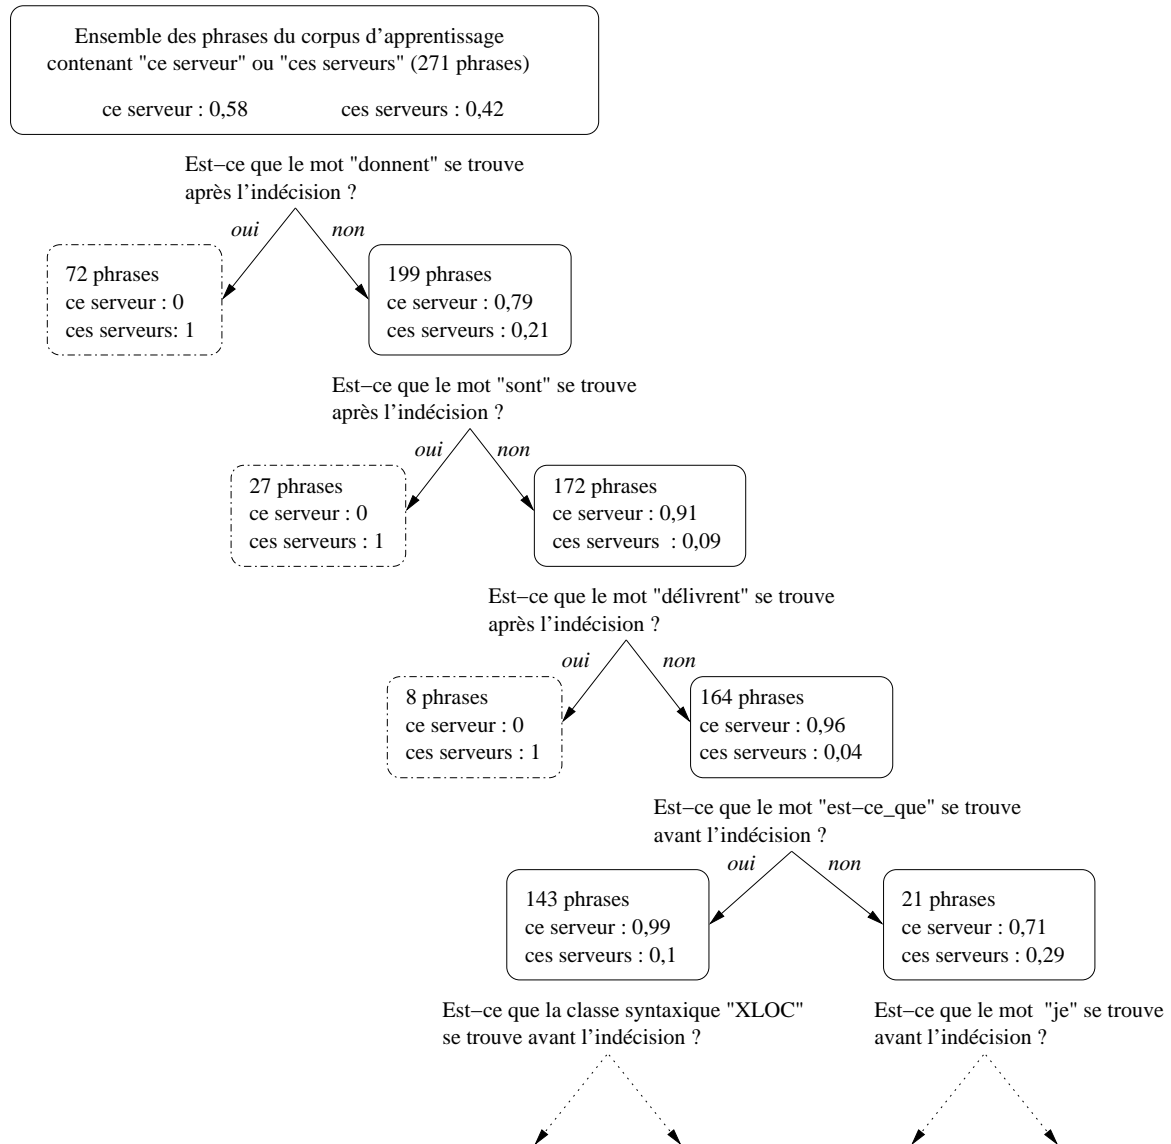 Ensemble des phrases du corpus d’apprentissage
contenant "ce serveur" ou "ces serveurs" (271 phrases)
ce serveur : 0,58 ces serveurs : 0,42
Est−ce que le mot "donnent" se trouve
après l’indécision ?
oui non
72 phrases
ce serveur : 0
ces serveurs: 1
199 phrases
ce serveur : 0,79
ces serveurs : 0,21
Est−ce que le mot "sont" se trouve
après l’indécision ?
oui non
27 phrases
ce serveur : 0
ces serveurs : 1
172 phrases
ce serveur : 0,91
ces serveurs : 0,09
Est−ce que le mot "délivrent" se trouve
après l’indécision ?
oui non
8 phrases
ce serveur : 0
ces serveurs : 1
164 phrases
ce serveur : 0,96
ces serveurs : 0,04
Est−ce que le mot "est−ce_que" se trouve
avant l’indécision ?
oui non
143 phrases
ce serveur : 0,99
ces serveurs : 0,1
21 phrases
ce serveur : 0,71
ces serveurs : 0,29
Est−ce que la classe syntaxique "XLOC"
se trouve avant l’indécision ?
Est−ce que le mot "je" se trouve
avant l’indécision ?